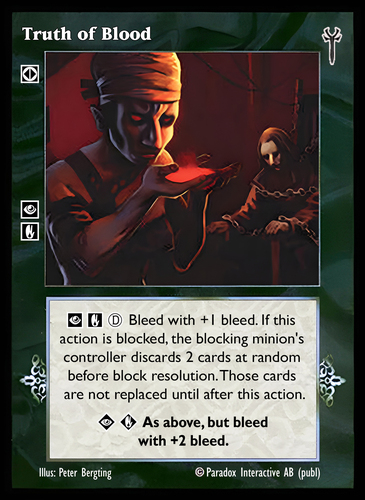 Truth of Blood
Bleed with +1 bleed. If this
action is blocked, the blocking minion's
controller discards 2 cards at random
before block resolution. Those cards
are not replaced until after this action.
As above, but bleed
with +2 bleed.
Illus: Peter Bergting © Paradox Interactive AB (publ)